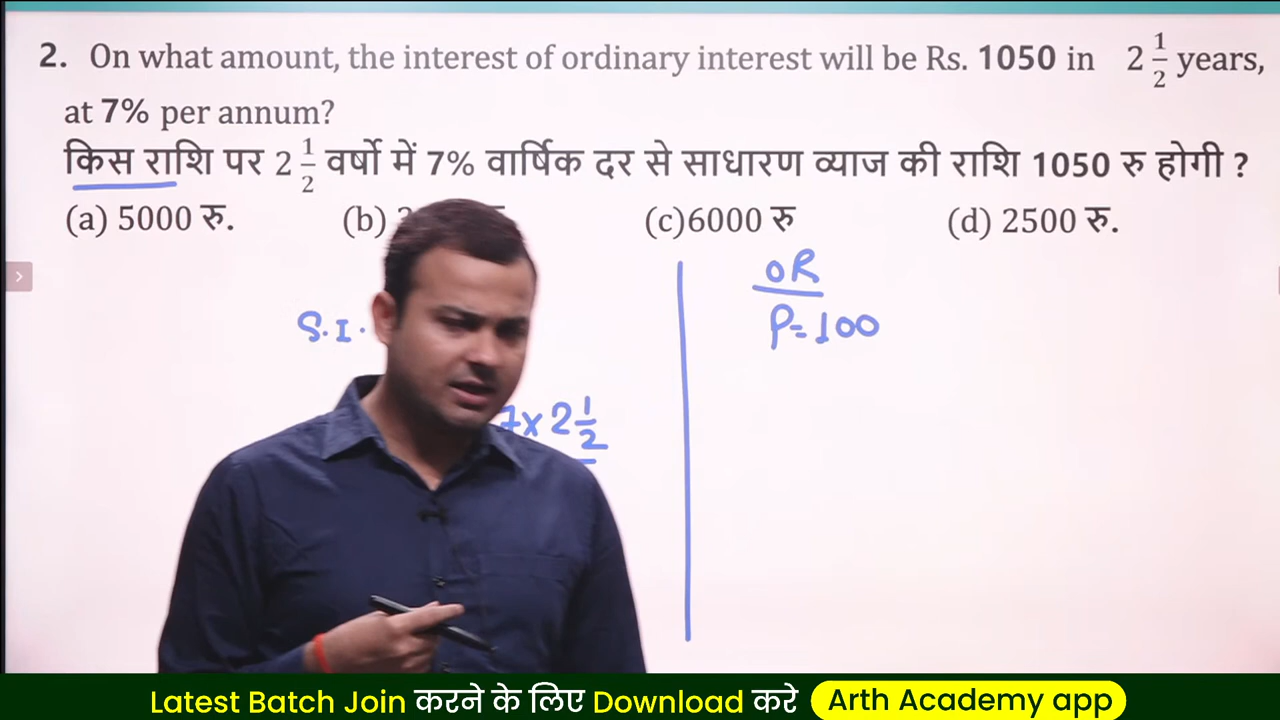 2. On what amount, the interest of ordinary interest will be Rs. 1050 in 2 1/2 years,
at 7% per annum?
किस राशि पर 2 1/2 वर्षो में 7% वार्षिक दर से साधारण व्याज की राशि 1050 रु होगी ?
(a) 5000 रु. (b) (c)6000 रु (d) 2500 रु.
OR
S.I. P=100
7x 2 1/2
Latest Batch Join करने के लिए Download करे Arth Academy app